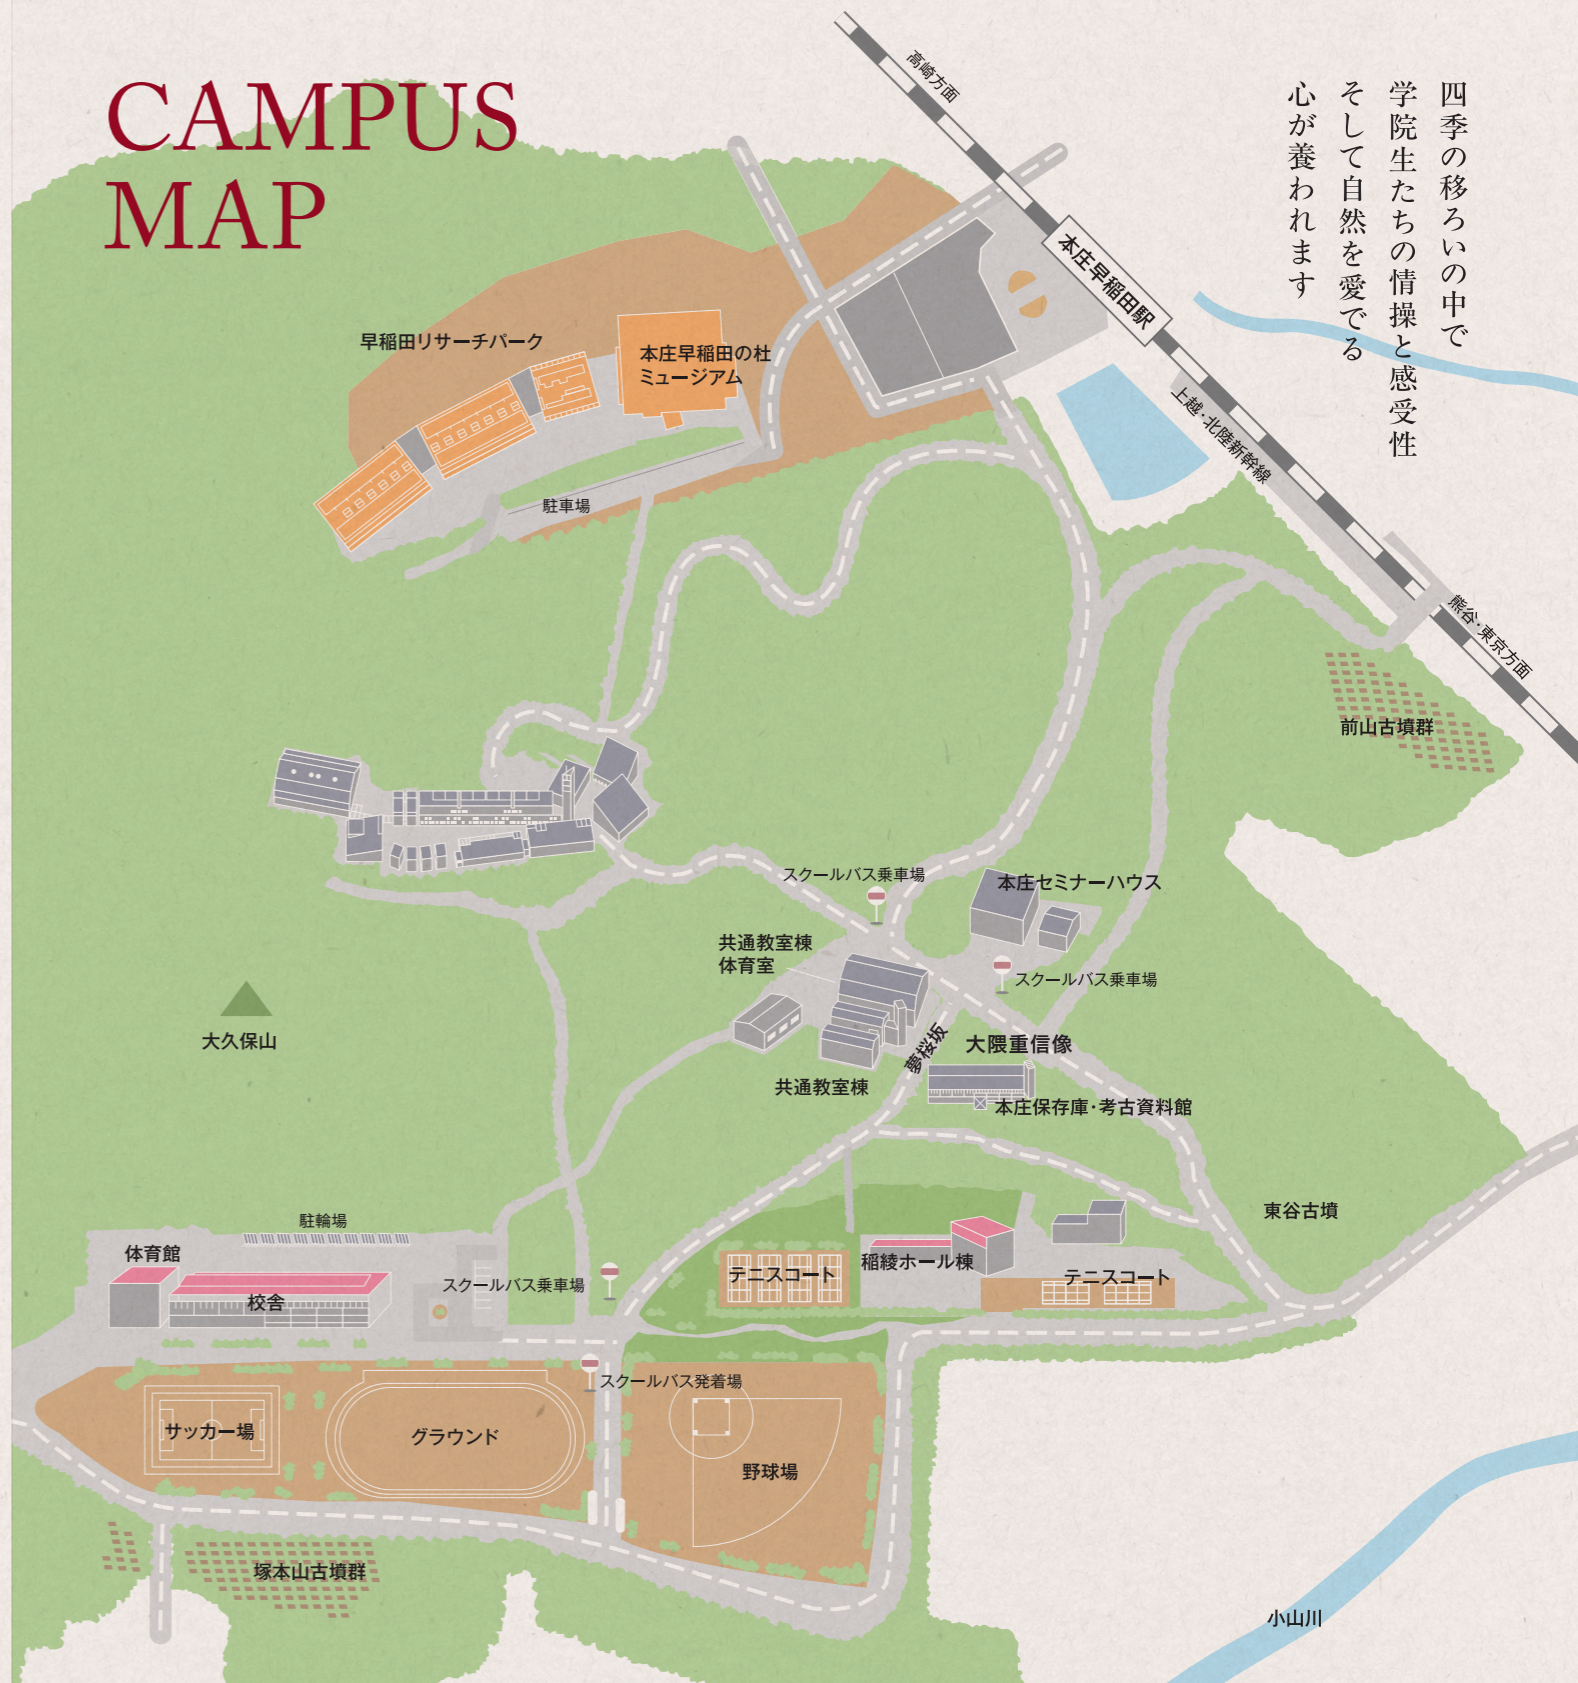 CAMPUS
MAP
四季の移ろいの中で
学院生たちの情操と感受性
そして自然を愛でる
心が養われます
高崎方面
本庄早稲田駅
上越・北陸新幹線
熊谷・東京方面
早稲田リサーチパーク
本庄早稲田の杜
ミュージアム
駐車場
前山古墳群
スクールバス乗車場
本庄セミナーハウス
共通教室棟
体育室
スクールバス乗車場
大久保山
夢桜坂
大隈重信像
共通教室棟
本庄保存庫・考古資料館
東谷古墳
駐輪場
体育館
校舎
スクールバス乗車場
テニスコート
稲稜ホール棟
テニスコート
スクールバス発着場
サッカー場
グラウンド
野球場
塚本山古墳群
小山川